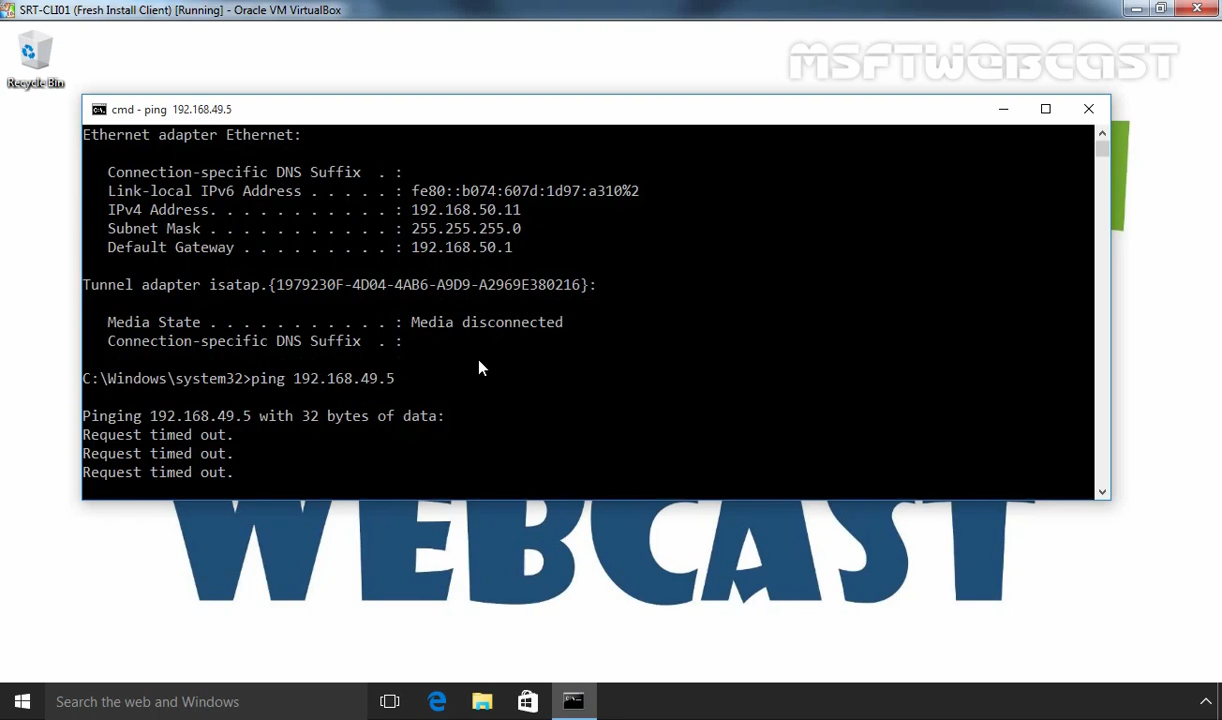 SRT-CLI01 (Fresh Install Client) [Running] - Oracle VM VirtualBox
MSFTWEBCAST
Recycle Bin
cmd - ping  192.168.49.5
Ethernet adapter Ethernet:
Connection-specific DNS Suffix  . :
Link-local IPv6 Address . . . . . : fe80::b074:607d:1d97:a310%2
IPv4 Address. . . . . . . . . . . : 192.168.50.11
Subnet Mask . . . . . . . . . . . : 255.255.255.0
Default Gateway . . . . . . . . . : 192.168.50.1
Tunnel adapter isatap.{1979230F-4D04-4AB6-A9D9-A2969E380216}:
Media State . . . . . . . . . . . : Media disconnected
Connection-specific DNS Suffix  . :
C:\Windows\system32>ping 192.168.49.5
Pinging 192.168.49.5 with 32 bytes of data:
Request timed out.
Request timed out.
Request timed out.
WEBCAST
Search the web and Windows